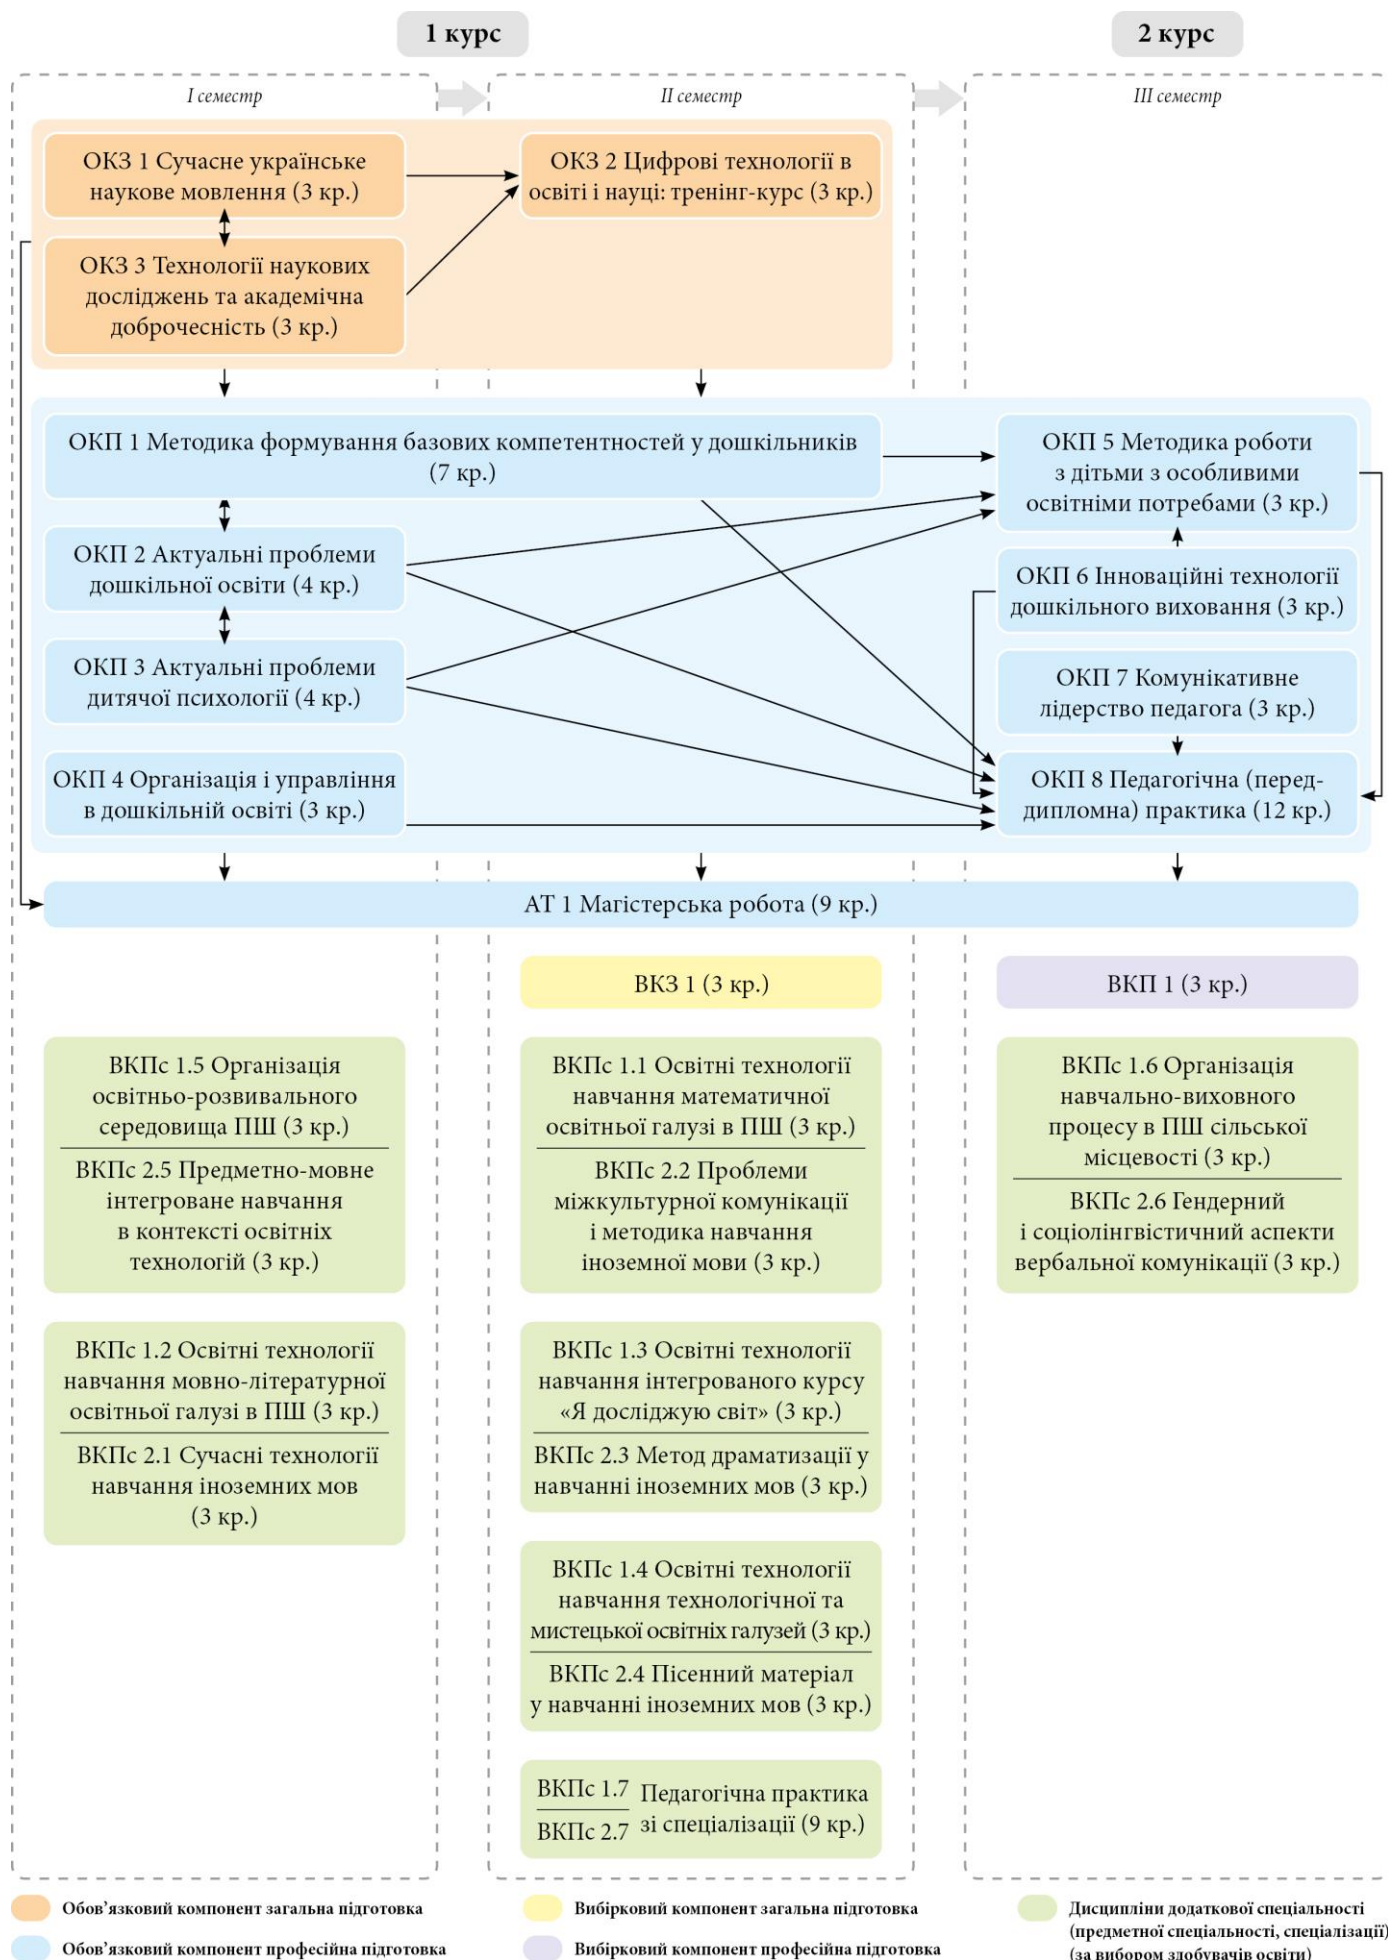 1 курс
2 курс
I семестр
II семестр
III семестр
ОКЗ 1 Сучасне українське
наукове мовлення (3 кр.)
ОКЗ 2 Цифрові технології в
освіті і науці: тренінг-курс (3 кр.)
ОКЗ 3 Технології наукових
досліджень та академічна
доброчесність (3 кр.)
ОКП 1 Методика формування базових компетентностей у дошкільників
(7 кр.)
ОКП 5 Методика роботи
з дітьми з особливими
освітніми потребами (3 кр.)
ОКП 2 Актуальні проблеми
дошкільної освіти (4 кр.)
ОКП 6 Інноваційні технології
дошкільного виховання (3 кр.)
ОКП 3 Актуальні проблеми
дитячої психології (4 кр.)
ОКП 7 Комунікативне
лідерство педагога (3 кр.)
ОКП 4 Організація і управління
в дошкільній освіті (3 кр.)
ОКП 8 Педагогічна (перед-
дипломна) практика (12 кр.)
АТ 1 Магістерська робота (9 кр.)
ВКЗ 1 (3 кр.)
ВКП 1 (3 кр.)
ВКПс 1.5 Організація
освітньо-розвивального
середовища ПШ (3 кр.)
ВКПс 2.5 Предметно-мовне
інтегроване навчання
в контексті освітніх
технологій (3 кр.)
ВКПс 1.1 Освітні технології
навчання математичної
освітньої галузі в ПШ (3 кр.)
ВКПс 2.2 Проблеми
міжкультурної комунікації
і методика навчання
іноземної мови (3 кр.)
ВКПс 1.6 Організація
навчально-виховного
процесу в ПШ сільської
місцевості (3 кр.)
ВКПс 2.6 Гендерний
і соціолінгвістичний аспекти
вербальної комунікації (3 кр.)
ВКПс 1.2 Освітні технології
навчання мовно-літературної
освітньої галузі в ПШ (3 кр.)
ВКПс 2.1 Сучасні технології
навчання іноземних мов
(3 кр.)
ВКПс 1.3 Освітні технології
навчання інтегрованого курсу
«Я досліджую світ» (3 кр.)
ВКПс 2.3 Метод драматизації у
навчанні іноземних мов (3 кр.)
ВКПс 1.4 Освітні технології
навчання технологічної та
мистецької освітніх галузей (3 кр.)
ВКПс 2.4 Пісенний матеріал
у навчанні іноземних мов (3 кр.)
ВКПс 1.7
ВКПс 2.7
Педагогічна практика
зі спеціалізації (9 кр.)
Обов’язковий компонент загальна підготовка
Вибірковий компонент загальна підготовка
Дисципліни додаткової спеціальності
(предметної спеціальності, спеціалізації)
(за вибором здобувачів освіти)
Обов’язковий компонент професійна підготовка
Вибірковий компонент професійна підготовка